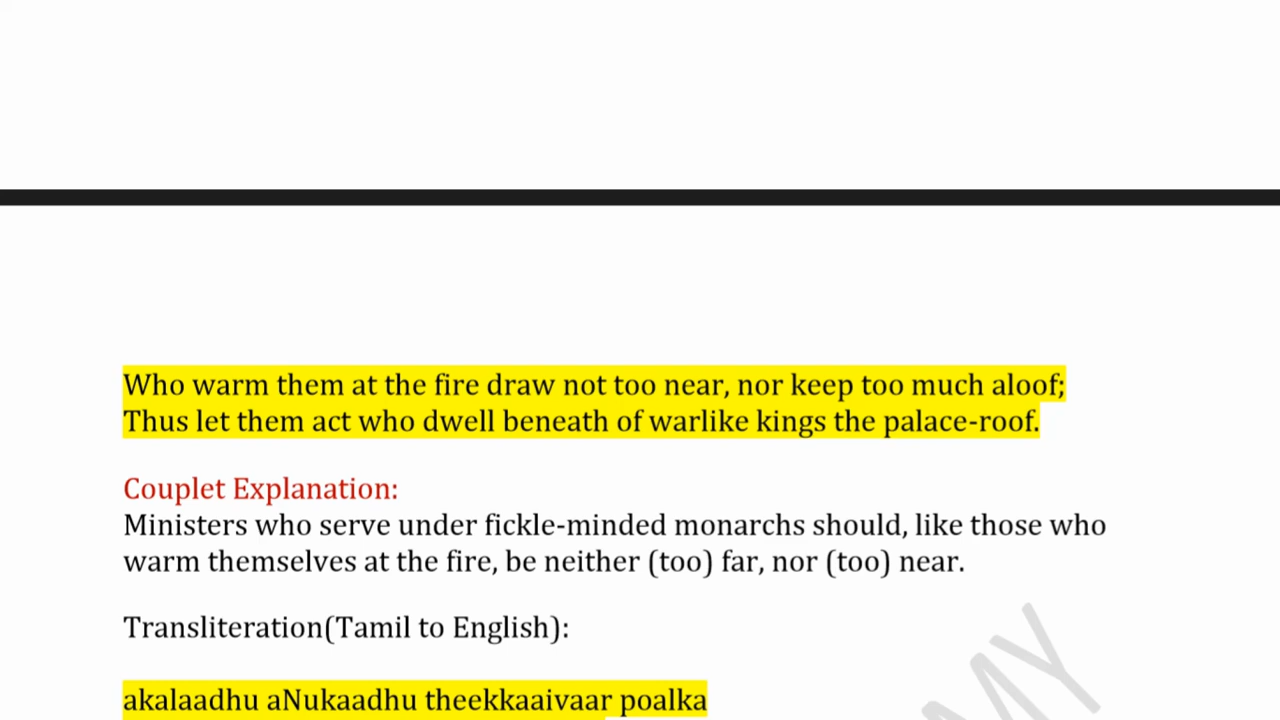 Who warm them at the fire draw not too near, nor keep too much aloof;
Thus let them act who dwell beneath of warlike kings the palace-roof.
Couplet Explanation:
Ministers who serve under fickle-minded monarchs should, like those who
warm themselves at the fire, be neither (too) far, nor (too) near.
Transliteration(Tamil to English):
akalaadhu aNukaadhu theekkaaivaar poalka